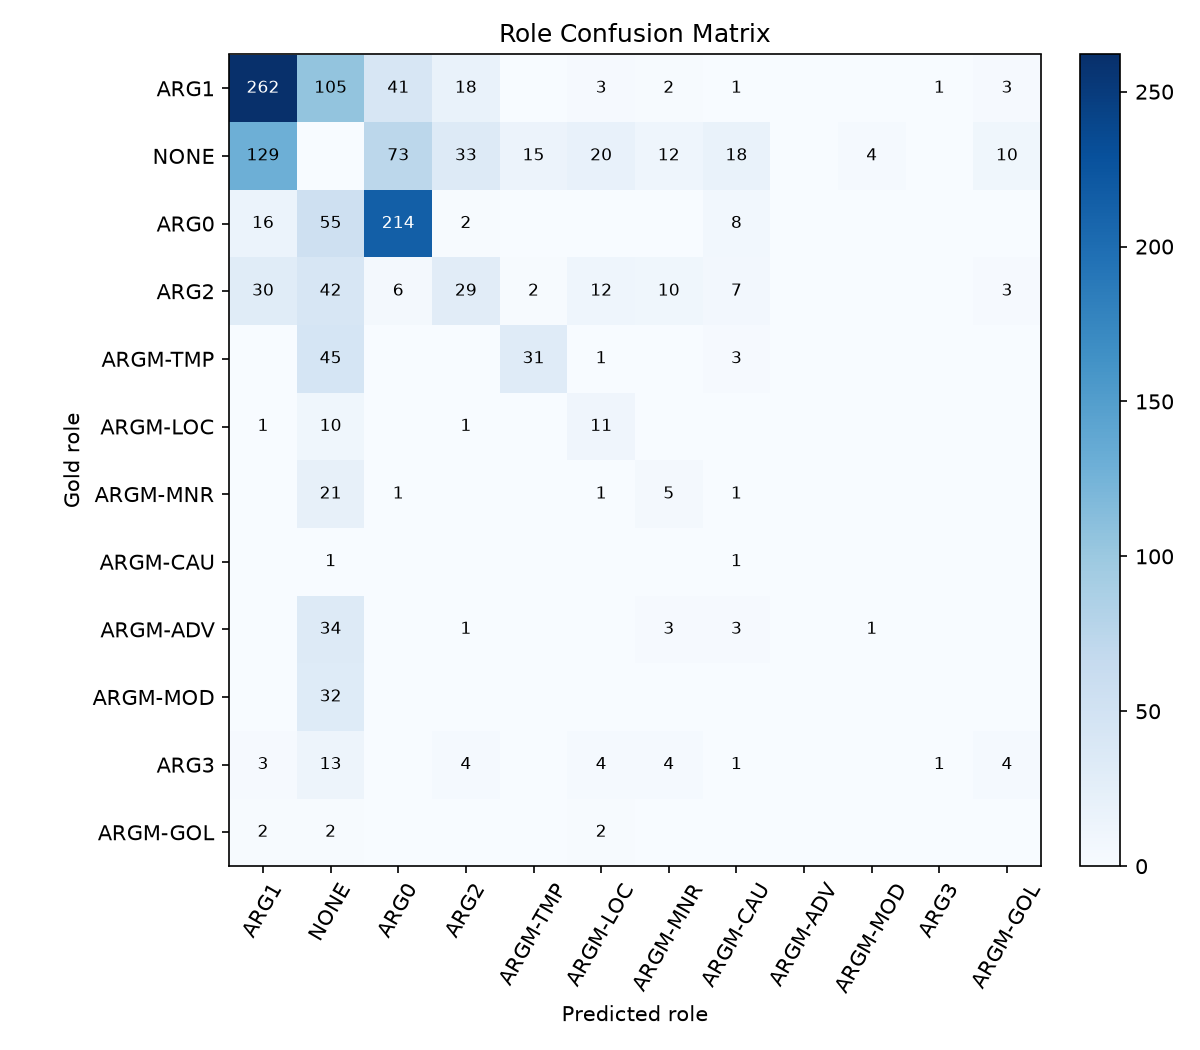 Role Confusion Matrix
ARG1 262 105 41 18 3 2 1 1 3
NONE 129 73 33 15 20 12 18 4 10
ARG0 16 55 214 2 8
ARG2 30 42 6 29 2 12 10 7 3
ARGM-TMP 45 31 1 3
ARGM-LOC 1 10 1 11
ARGM-MNR 21 1 1 5 1
ARGM-CAU 1 1
ARGM-ADV 34 1 3 3 1
ARGM-MOD 32
ARG3 3 13 4 4 4 1 1 4
ARGM-GOL 2 2 2
Gold role
ARG1 NONE ARG0 ARG2 ARGM-TMP ARGM-LOC ARGM-MNR ARGM-CAU ARGM-ADV ARGM-MOD ARG3 ARGM-GOL
Predicted role
250
200
150
100
50
0